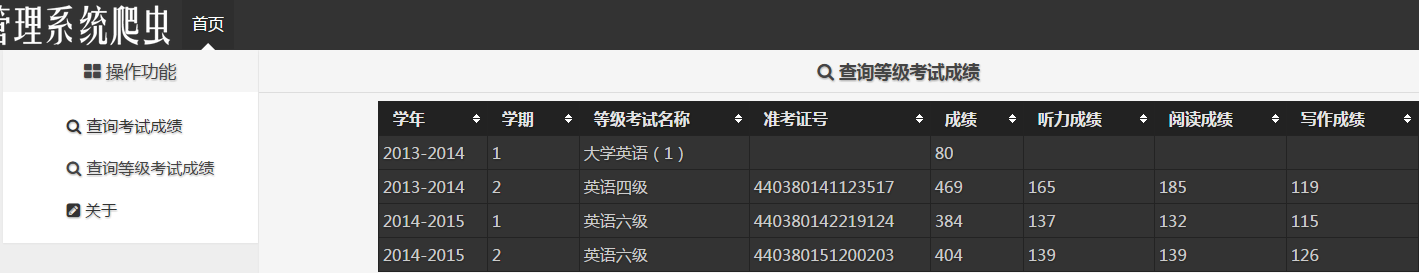 管理系统爬虫 首页
操作功能
查询考试成绩
查询等级考试成绩
关于
查询等级考试成绩
学年 学期 等级考试名称 准考证号 成绩 听力成绩 阅读成绩 写作成绩
2013-2014 1 大学英语（1） 80
2013-2014 2 英语四级 440380141123517 469 165 185 119
2014-2015 1 英语六级 440380142219124 384 137 132 115
2014-2015 2 英语六级 440380151200203 404 139 139 126